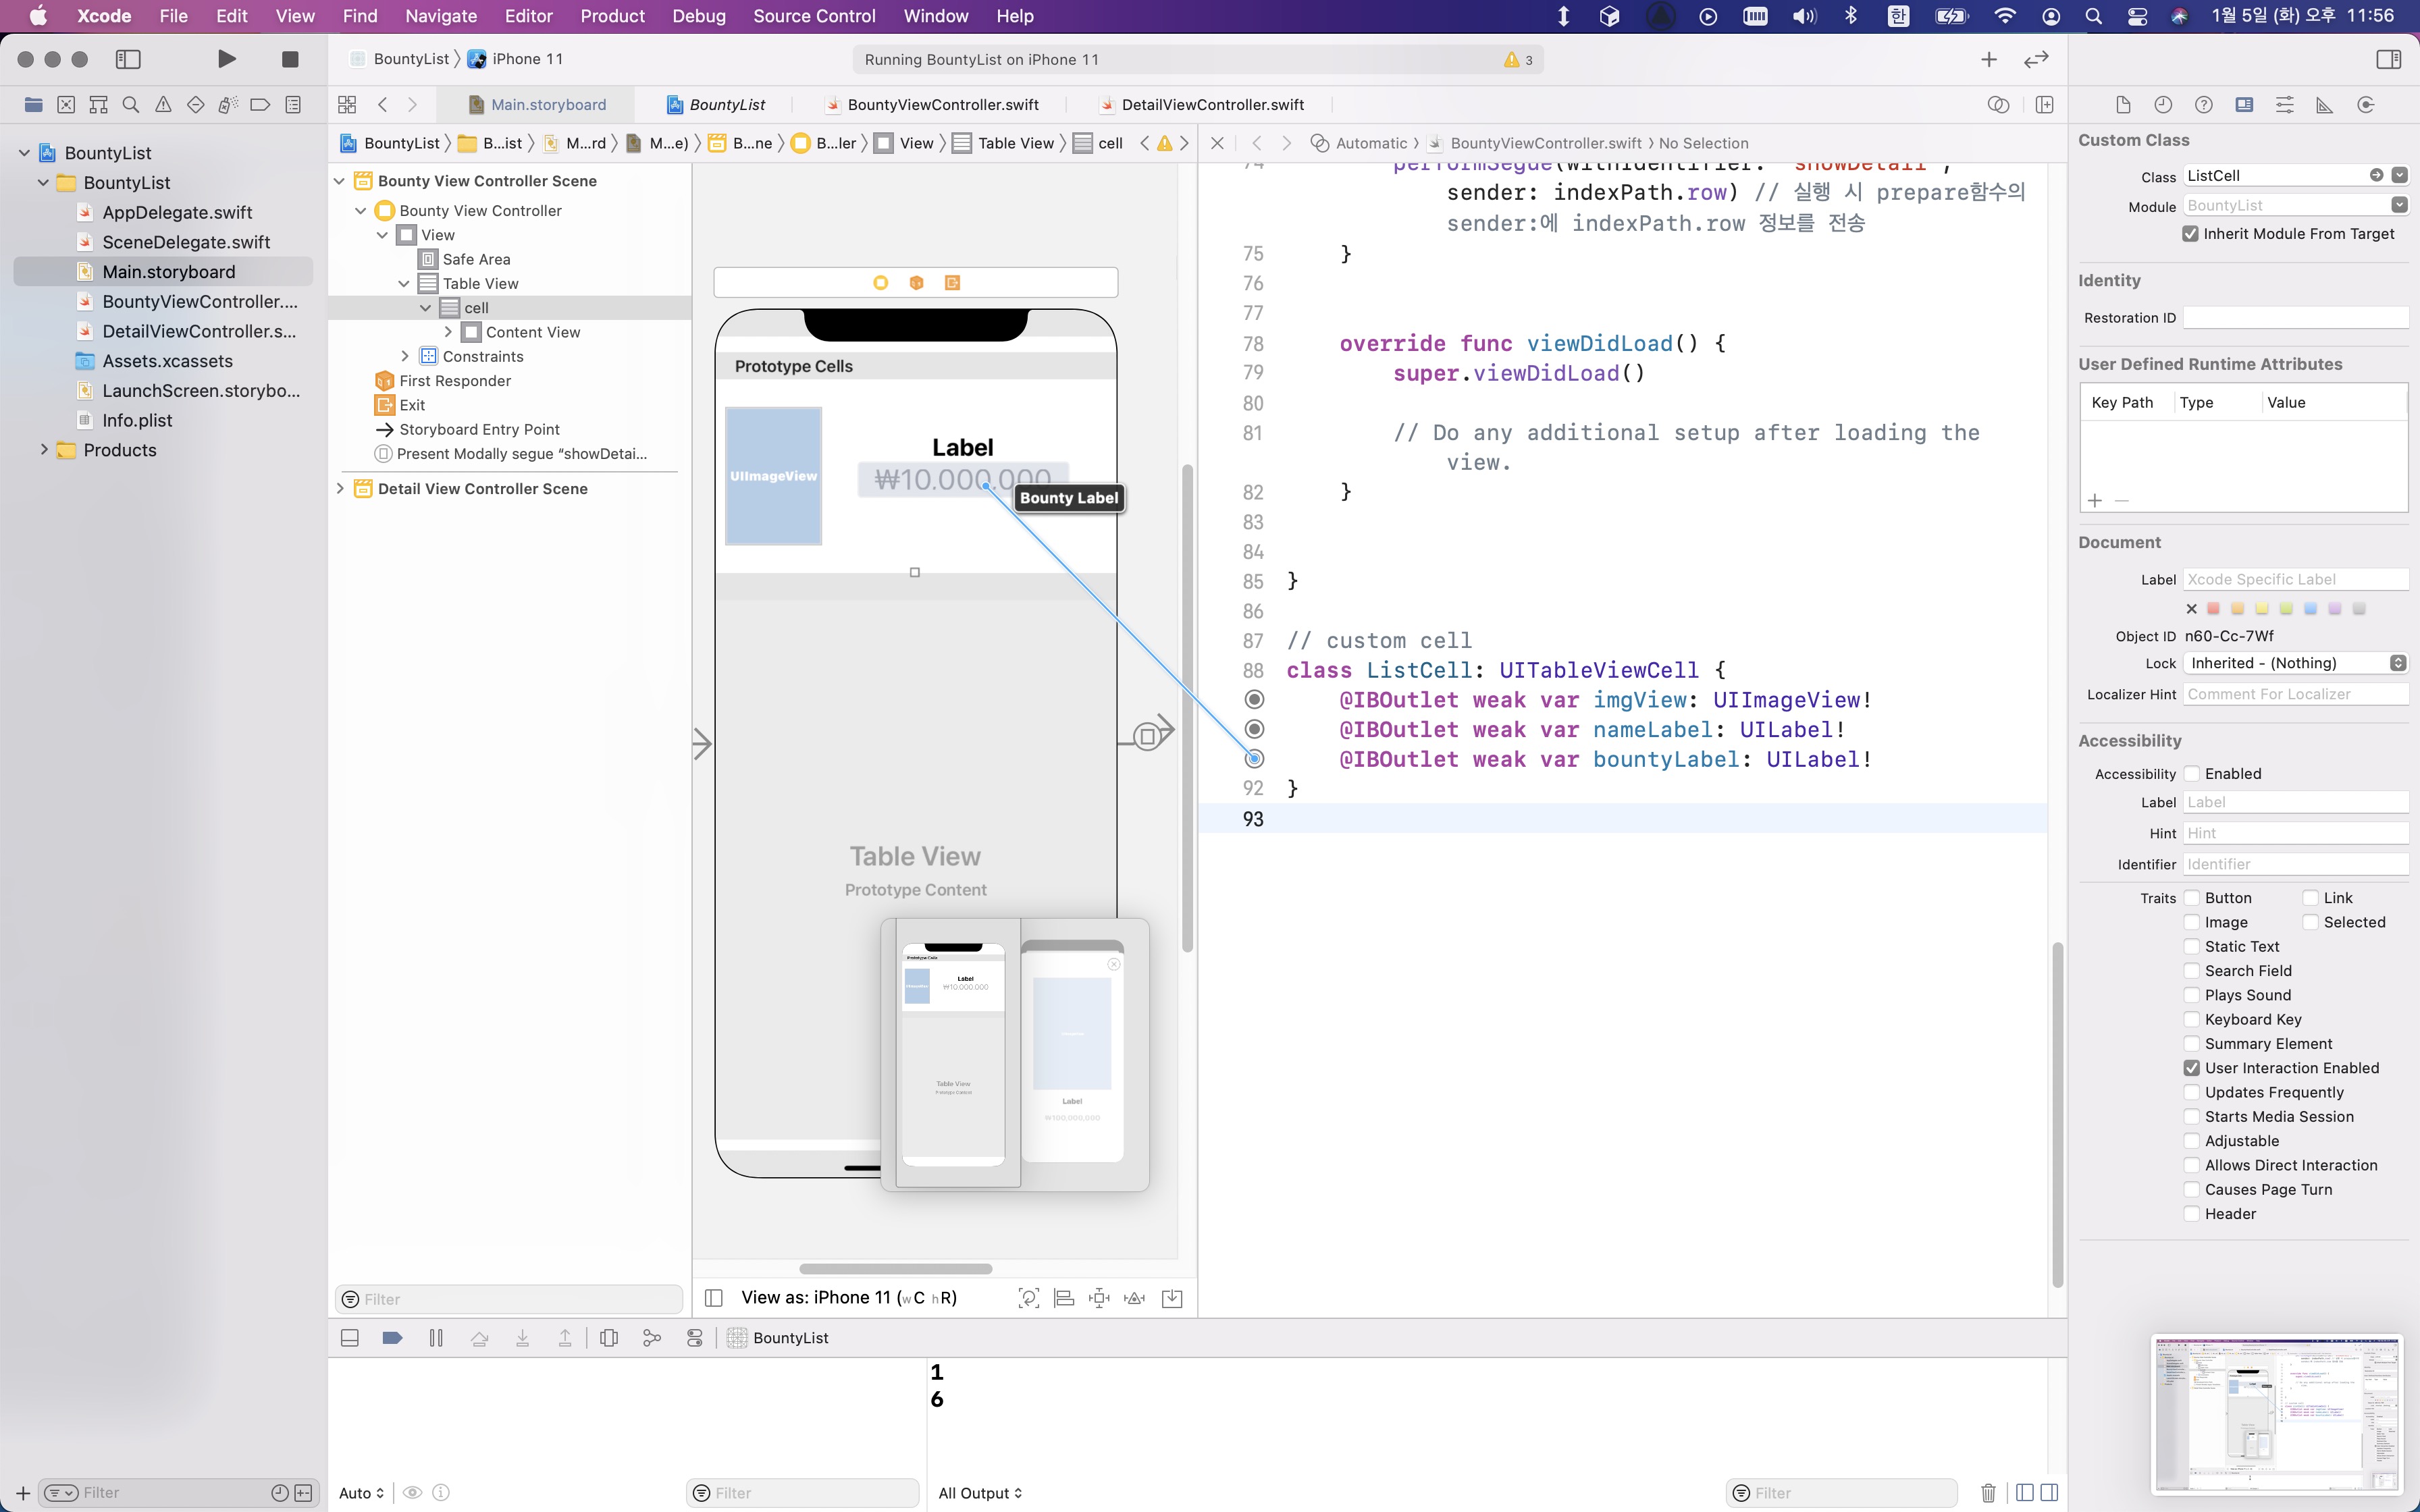 Xcode File Edit View Find Navigate Editor Product Debug Source Control Window Help 한 1월 5일 (화) 오후 11:56
BountyList iPhone 11
Running BountyList on iPhone 11 3
Main.storyboard BountyList BountyViewController.swift DetailViewController.swift
BountyList B...ist M...rd M...e) B...ne B...ler View Table View cell
Automatic BountyViewController.swift No Selection
BountyList
BountyList
AppDelegate.swift
SceneDelegate.swift
Main.storyboard
BountyViewController....
DetailViewController.s...
Assets.xcassets
LaunchScreen.storybo...
Info.plist
Products
Filter
Bounty View Controller Scene
Bounty View Controller
View
Safe Area
Table View
cell
Content View
Constraints
First Responder
Exit
Storyboard Entry Point
Present Modally segue “showDetai...
Detail View Controller Scene
Filter
Prototype Cells
UIImageView
Label
₩10.000.000
Bounty Label
Table View
Prototype Content
Prototype Cells
Label
₩10.000.000
Table View
Prototype Content
Label
₩100,000,000
View as: iPhone 11 (wC hR)
74 performSegue(withIdentifier: "showDetail",
sender: indexPath.row) // 실행 시 prepare함수의
sender:에 indexPath.row 정보를 전송
75 }
76
77
78 override func viewDidLoad() {
79 super.viewDidLoad()
80
81 // Do any additional setup after loading the
view.
82 }
83
84
85 }
86
87 // custom cell
88 class ListCell: UITableViewCell {
@IBOutlet weak var imgView: UIImageView!
@IBOutlet weak var nameLabel: UILabel!
@IBOutlet weak var bountyLabel: UILabel!
92 }
93
Custom Class
Class ListCell
Module BountyList
Inherit Module From Target
Identity
Restoration ID
User Defined Runtime Attributes
Key Path Type Value
Document
Label Xcode Specific Label
Object ID n60-Cc-7Wf
Lock Inherited - (Nothing)
Localizer Hint Comment For Localizer
Accessibility
Accessibility Enabled
Label Label
Hint Hint
Identifier Identifier
Traits Button Link
Image Selected
Static Text
Search Field
Plays Sound
Keyboard Key
Summary Element
User Interaction Enabled
Updates Frequently
Starts Media Session
Adjustable
Allows Direct Interaction
Causes Page Turn
Header
BountyList
1
6
Auto Filter
All Output Filter